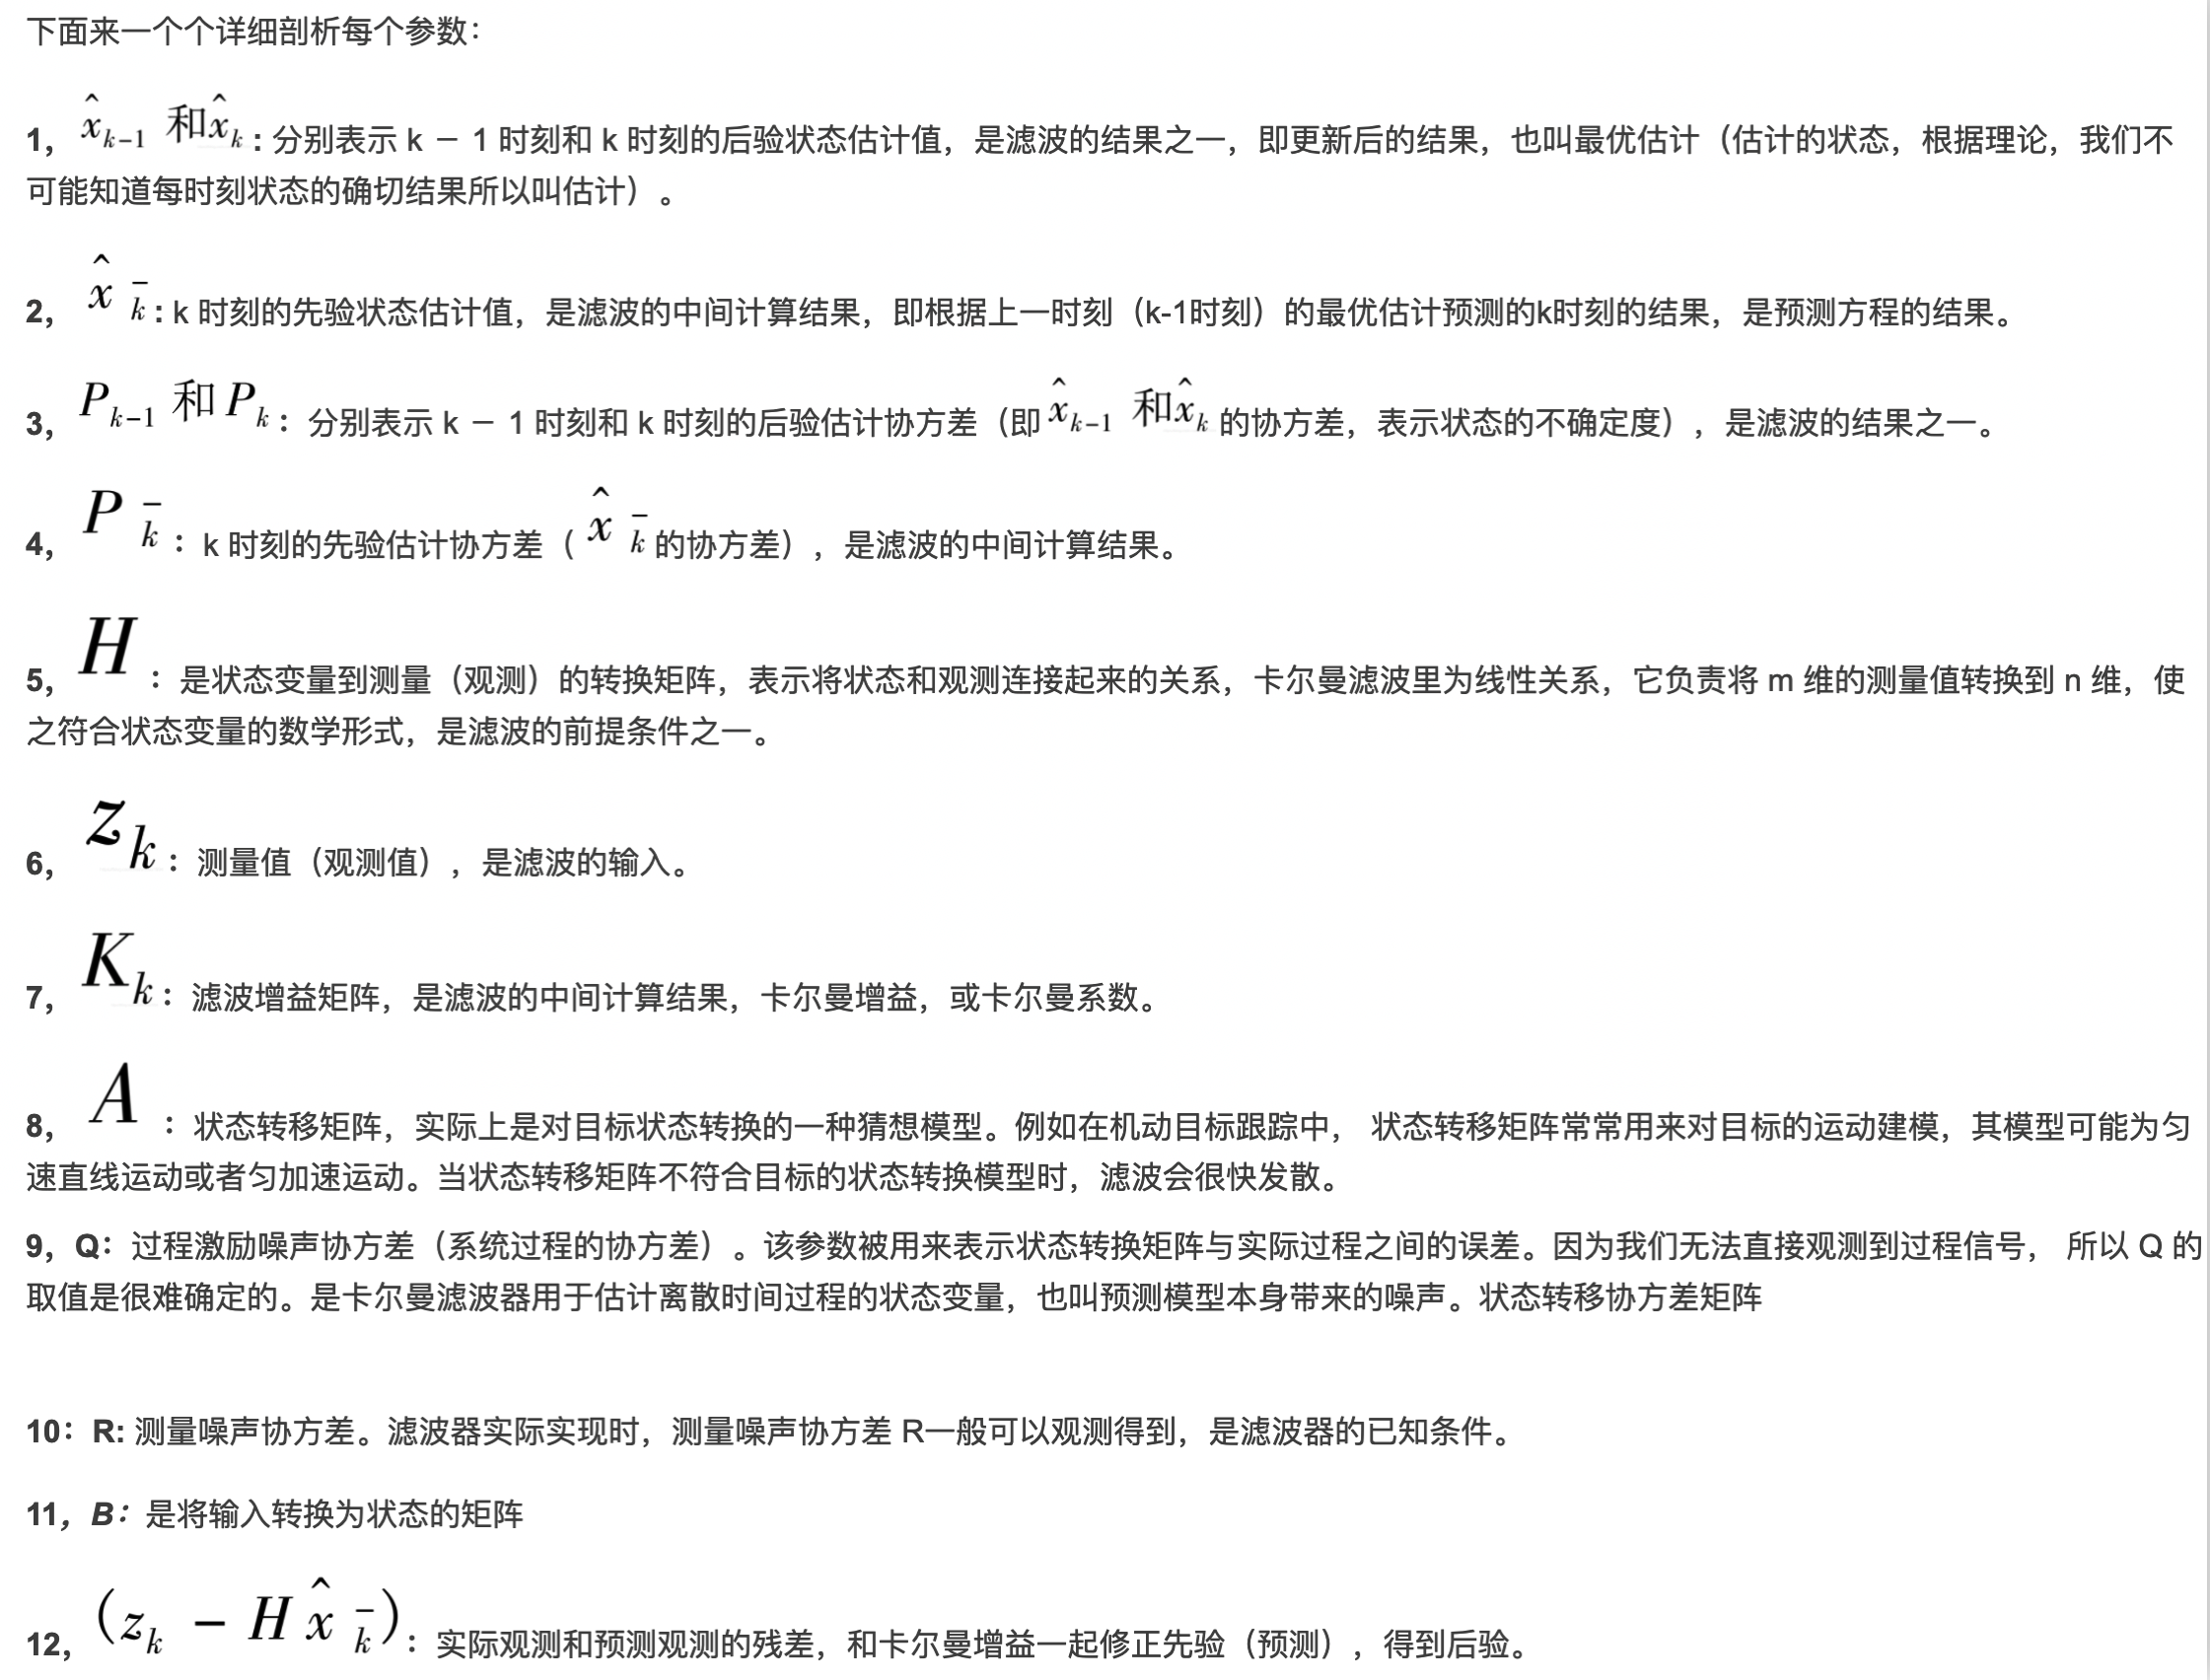 下面来一个个详细剖析每个参数：
1， x̂ₖ₋₁ 和 x̂ₖ : 分别表示 k － 1 时刻和 k 时刻的后验状态估计值，是滤波的结果之一，即更新后的结果，也叫最优估计（估计的状态，根据理论，我们不
可能知道每时刻状态的确切结果所以叫估计）。
2， x̂ k̄ : k 时刻的先验状态估计值，是滤波的中间计算结果，即根据上一时刻（k-1时刻）的最优估计预测的k时刻的结果，是预测方程的结果。
3， Pₖ₋₁ 和 Pₖ ：分别表示 k － 1 时刻和 k 时刻的后验估计协方差（即 x̂ₖ₋₁ 和 x̂ₖ 的协方差，表示状态的不确定度），是滤波的结果之一。
4， P k̄ ：k 时刻的先验估计协方差（ x̂ k̄ 的协方差），是滤波的中间计算结果。
5， H ：是状态变量到测量（观测）的转换矩阵，表示将状态和观测连接起来的关系，卡尔曼滤波里为线性关系，它负责将 m 维的测量值转换到 n 维，使
之符合状态变量的数学形式，是滤波的前提条件之一。
6， zₖ ：测量值（观测值），是滤波的输入。
7， Kₖ ：滤波增益矩阵，是滤波的中间计算结果，卡尔曼增益，或卡尔曼系数。
8， A ：状态转移矩阵，实际上是对目标状态转换的一种猜想模型。例如在机动目标跟踪中， 状态转移矩阵常常用来对目标的运动建模，其模型可能为匀
速直线运动或者匀加速运动。当状态转移矩阵不符合目标的状态转换模型时，滤波会很快发散。
9，Q：过程激励噪声协方差（系统过程的协方差）。该参数被用来表示状态转换矩阵与实际过程之间的误差。因为我们无法直接观测到过程信号， 所以 Q 的
取值是很难确定的。是卡尔曼滤波器用于估计离散时间过程的状态变量，也叫预测模型本身带来的噪声。状态转移协方差矩阵
10：R: 测量噪声协方差。滤波器实际实现时，测量噪声协方差 R一般可以观测得到，是滤波器的已知条件。
11，B：是将输入转换为状态的矩阵
12， (zₖ − H x̂ k̄ ) ：实际观测和预测观测的残差，和卡尔曼增益一起修正先验（预测），得到后验。